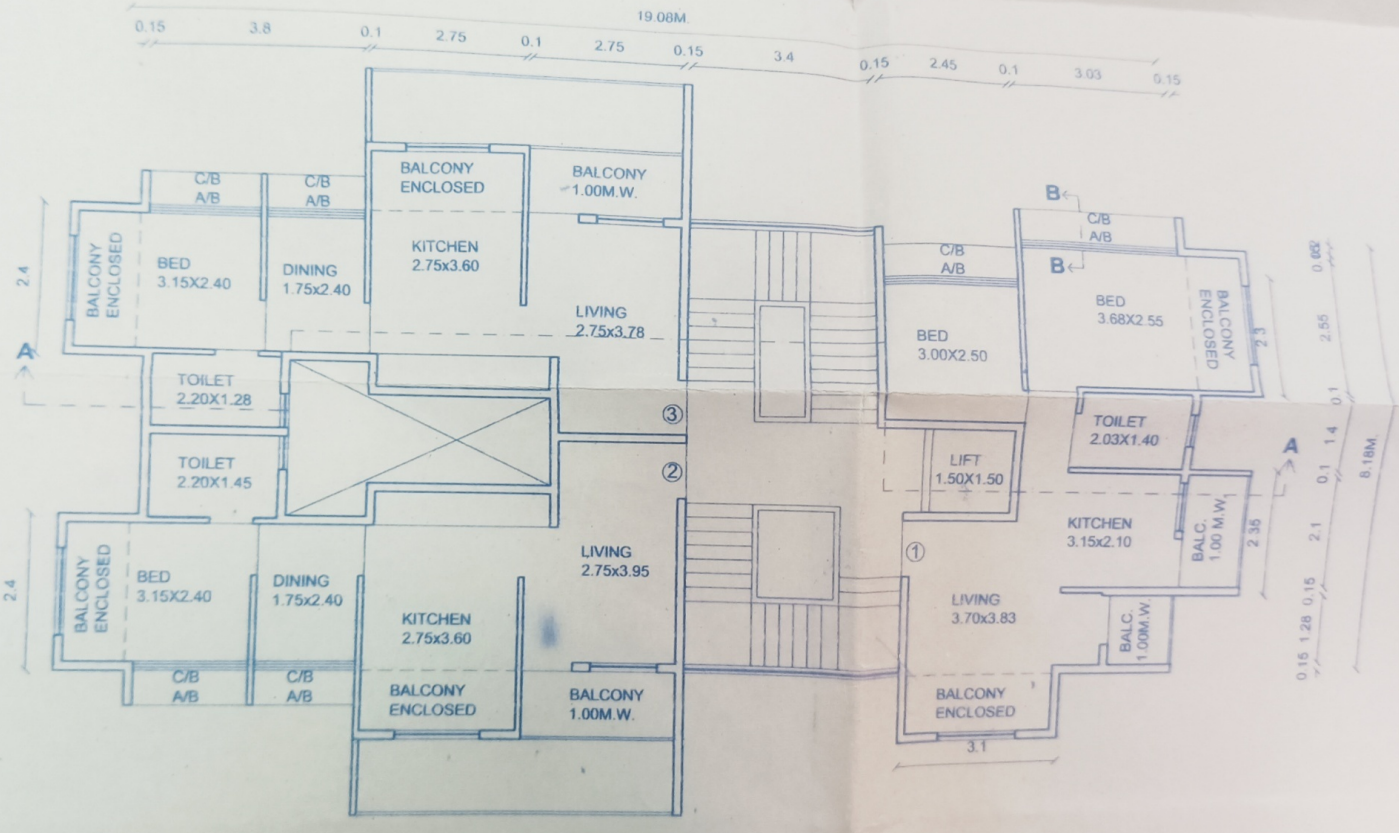 19.08M.
0.15
3.8
0.1
2.75
0.1
2.75
0.15
3.4
0.15
2.45
0.1
3.03
0.15
BALCONY
ENCLOSED
BALCONY
1.00M.W.
C/B
A/B
C/B
A/B
2.4
BALCONY
ENCLOSED
BED
3.15X2.40
DINING
1.75x2.40
KITCHEN
2.75x3.60
LIVING
2.75x3.78
B
C/B
A/B
B
C/B
A/B
BED
3.00X2.50
BED
3.68X2.55
BALCONY
ENCLOSED
2.3
2.55
0.1
1.4
0.1
2.1
0.15
1.28
0.15
8.18M.
A
TOILET
2.20X1.28
TOILET
2.20X1.45
3
2
TOILET
2.03X1.40
A
LIFT
1.50X1.50
KITCHEN
3.15x2.10
BALC.
1.00 M.W.
2.35
1
LIVING
3.70x3.83
BALC.
1.00M.W.
BALCONY
ENCLOSED
3.1
2.4
BALCONY
ENCLOSED
BED
3.15X2.40
DINING
1.75x2.40
KITCHEN
2.75x3.60
LIVING
2.75x3.95
C/B
A/B
C/B
A/B
BALCONY
ENCLOSED
BALCONY
1.00M.W.